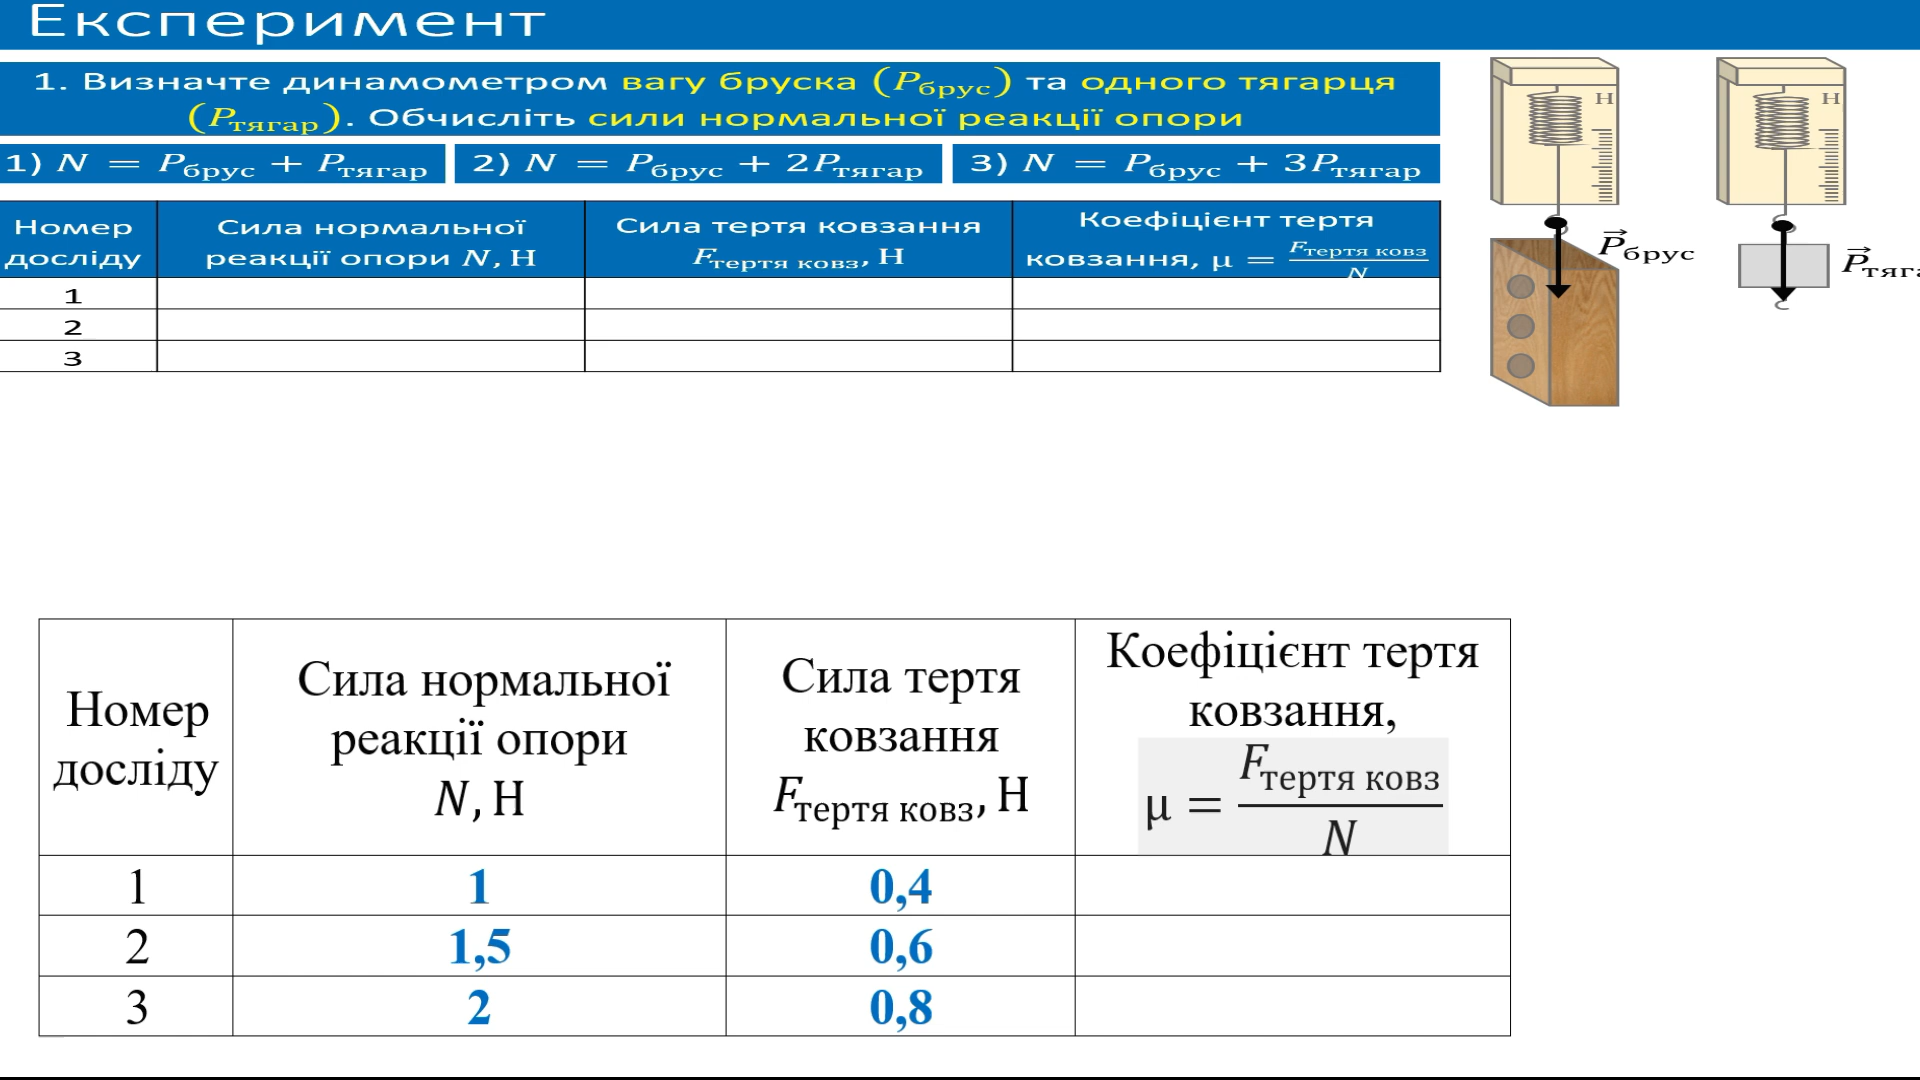 Експеримент
1. Визначте динамометром вагу бруска (Pбрус) та одного тягарця
(Pтягар). Обчисліть сили нормальної реакції опори
1) N = Pбрус + Pтягар
2) N = Pбрус + 2Pтягар
3) N = Pбрус + 3Pтягар
Номер
досліду
Сила нормальної
реакції опори N, Н
Сила тертя ковзання
Fтертя ковз, Н
Коефіцієнт тертя
ковзання, μ = Fтертя ковз / N
1
2
3
Н
Н
P⃗брус
P⃗тяга
Номер
досліду
Сила нормальної
реакції опори
N, Н
Сила тертя
ковзання
Fтертя ковз, Н
Коефіцієнт тертя
ковзання,
μ = Fтертя ковз / N
1 1 0,4
2 1,5 0,6
3 2 0,8